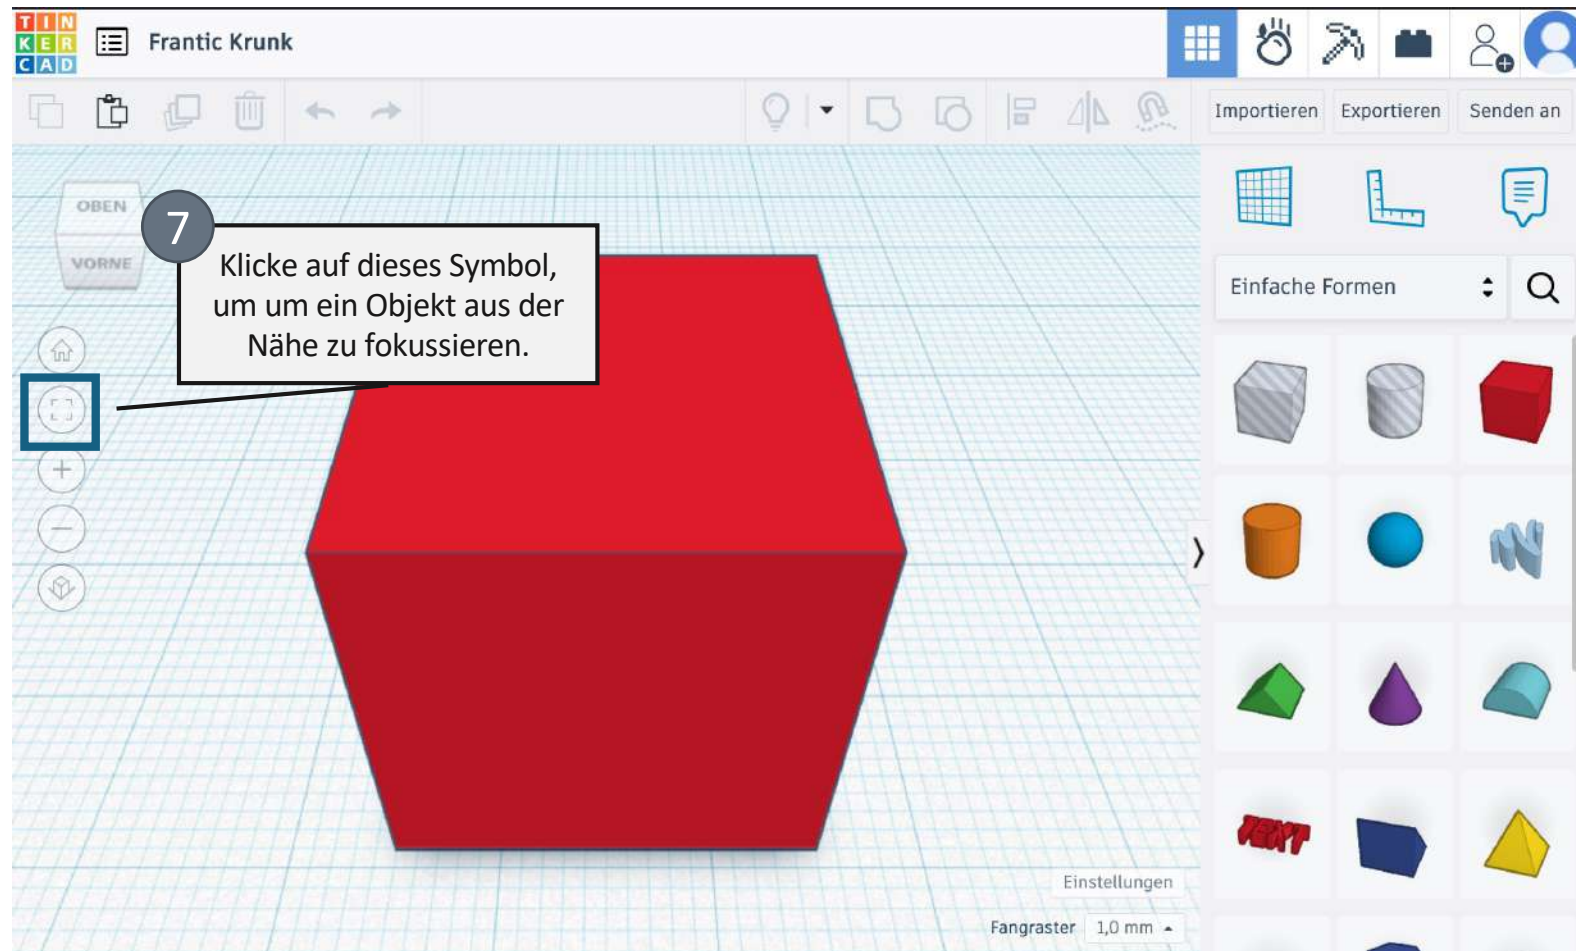 TIN
KER
CAD
Frantic Krunk
Importieren
Exportieren
Senden an
OBEN
VORNE
7
Klicke auf dieses Symbol,
um um ein Objekt aus der
Nähe zu fokussieren.
Einfache Formen
TEXT
Einstellungen
Fangraster 1,0 mm